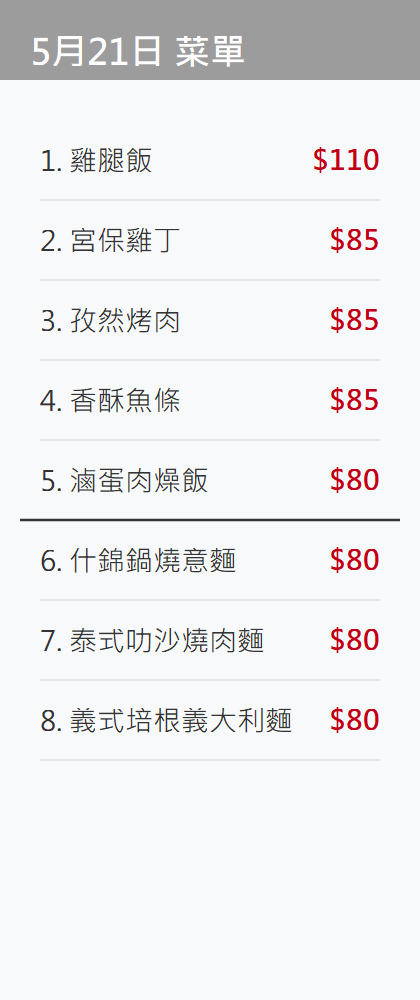 5月21日 菜單
1. 雞腿飯 $110
2. 宮保雞丁 $85
3. 孜然烤肉 $85
4. 香酥魚條 $85
5. 滷蛋肉燥飯 $80
6. 什錦鍋燒意麵 $80
7. 泰式叻沙燒肉麵 $80
8. 義式培根義大利麵 $80